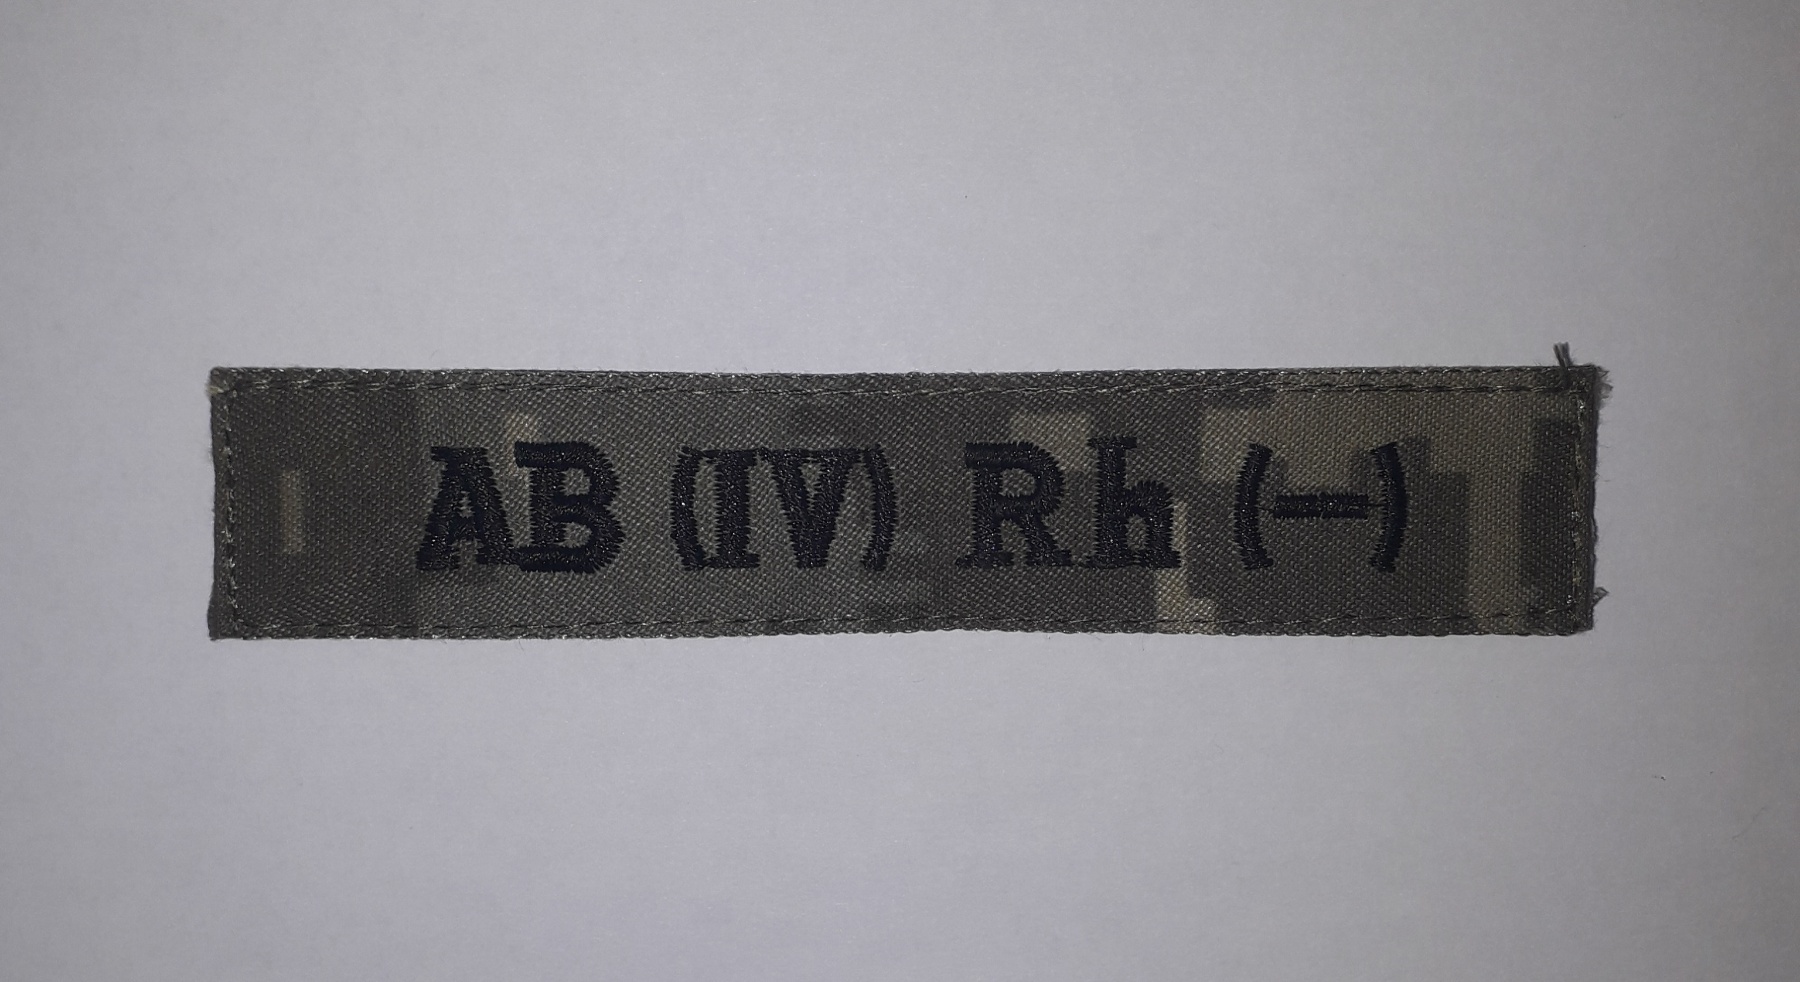 AB (IV) Rh (-)